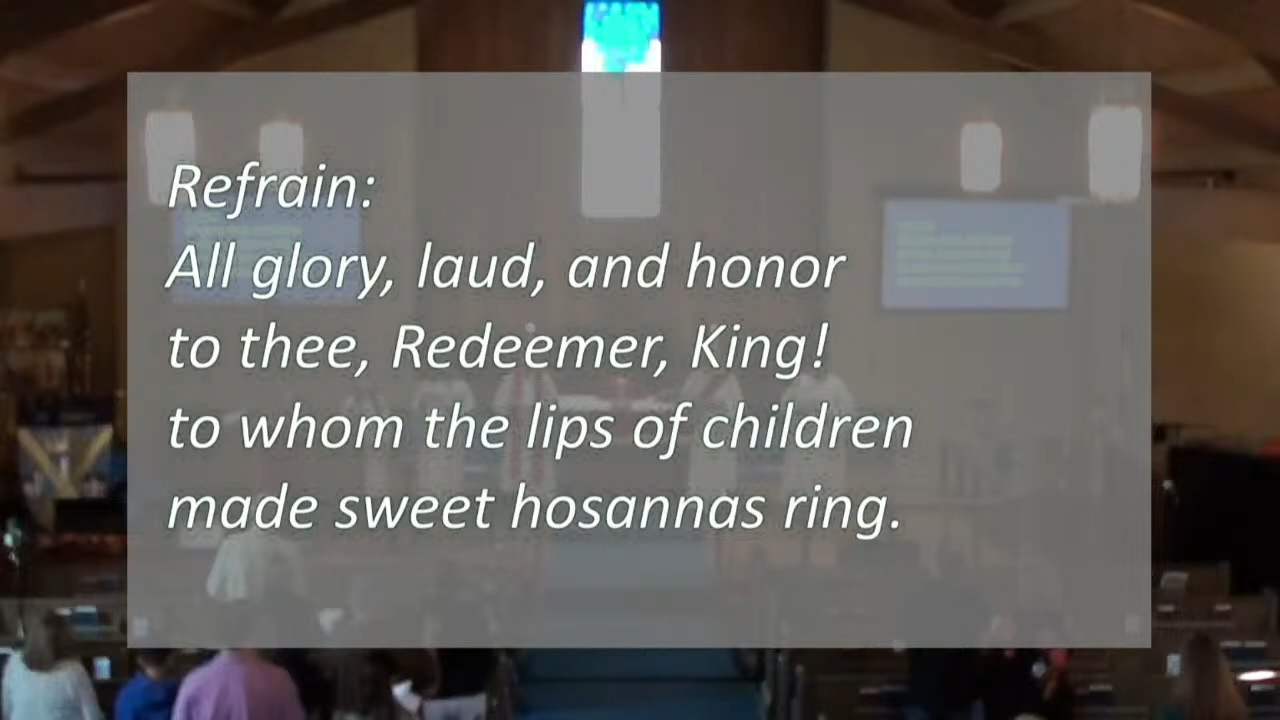 Refrain:
All glory, laud, and honor
to thee, Redeemer, King!
to whom the lips of children
made sweet hosannas ring.